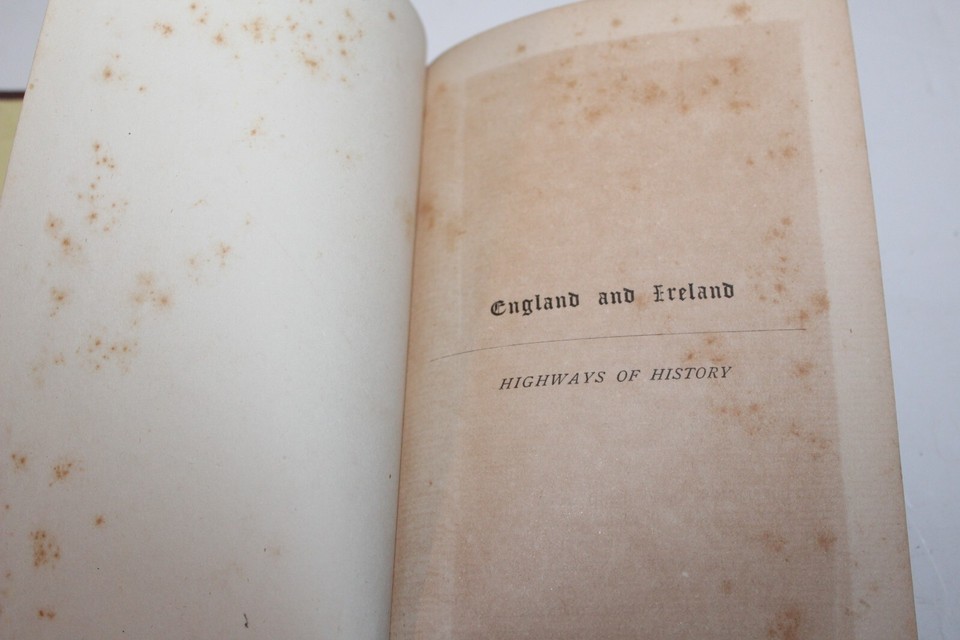 England and Ireland
HIGHWAYS OF HISTORY